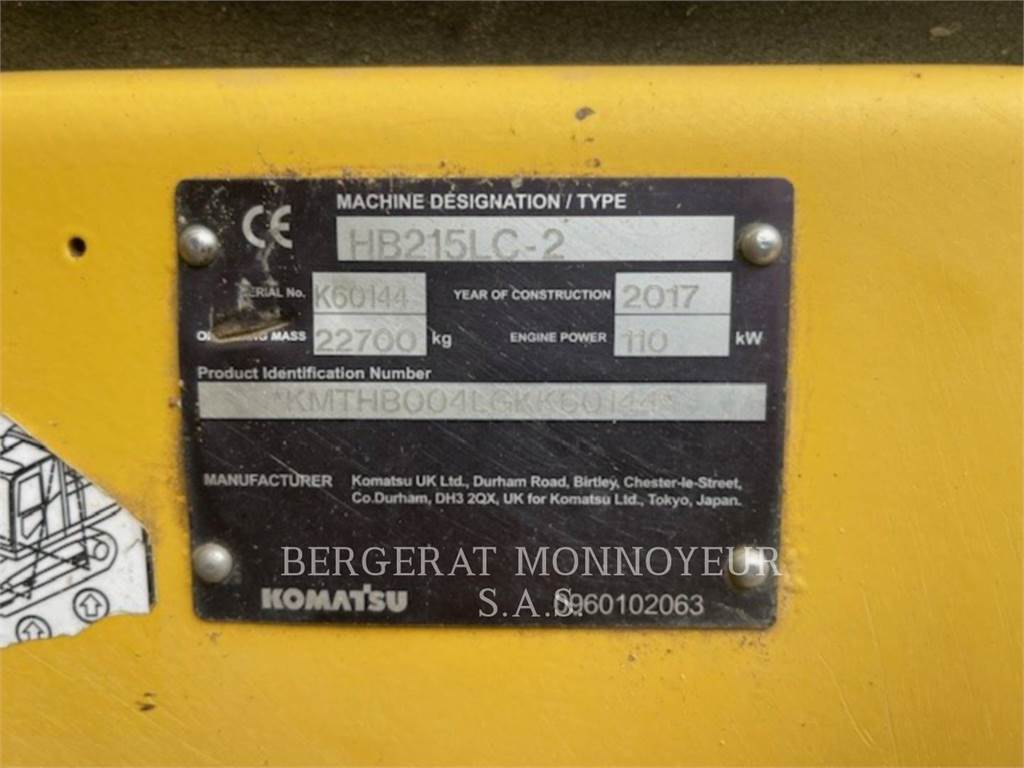 CE
MACHINE DESIGNATION / TYPE
HB215LC-2
SERIAL No. K60144 YEAR OF CONSTRUCTION 2017
OPERATING MASS 22700 kg ENGINE POWER 110 kW
Product Identification Number
*KMTHB004LGKK60144*
MANUFACTURER Komatsu UK Ltd., Durham Road, Birtley, Chester-le-Street,
Co.Durham, DH3 2QX, UK for Komatsu Ltd., Tokyo, Japan.
BERGERAT MONNOYEUR
S.A.S.
KOMATSU
0960102063